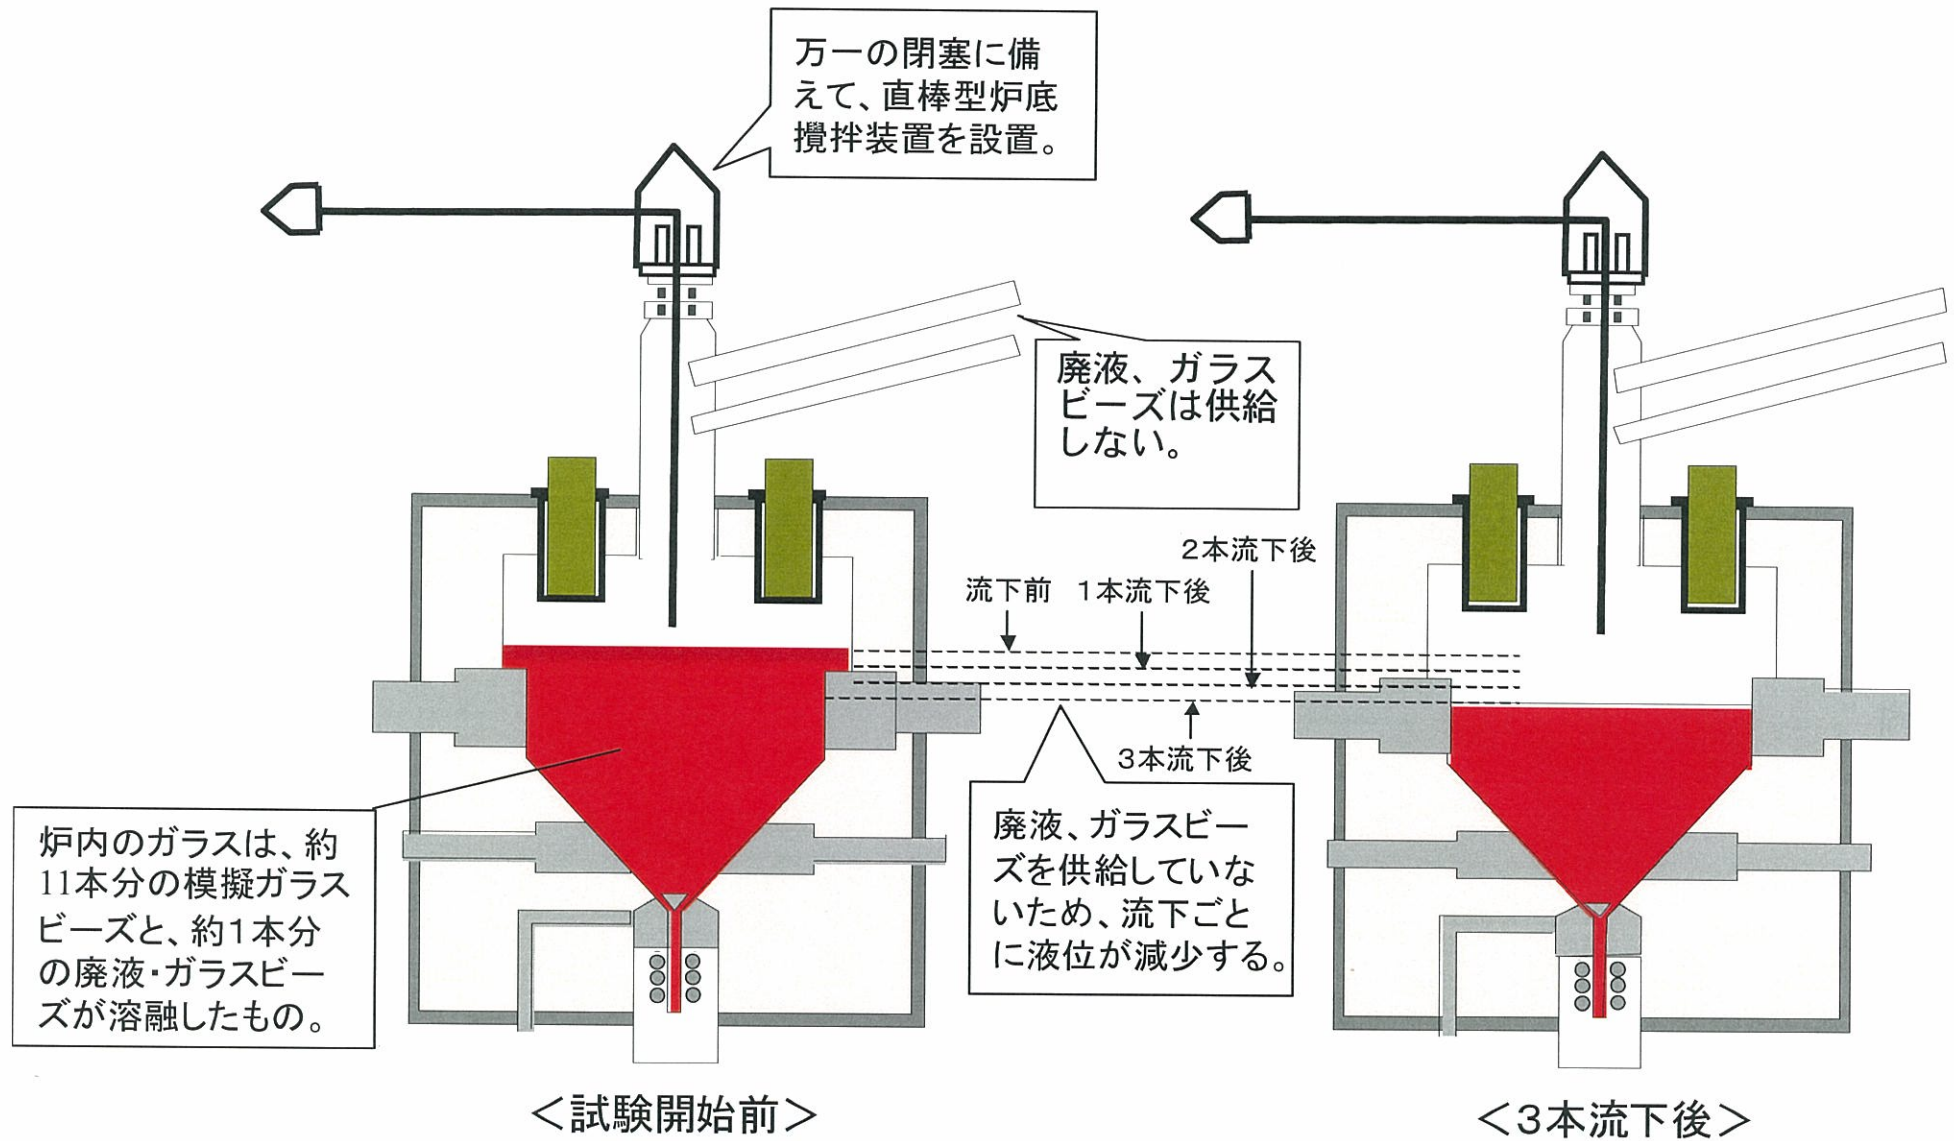 万一の閉塞に備
えて、直棒型炉底
攪拌装置を設置。
廃液、ガラス
ビーズは供給
しない。
2本流下後
流下前
1本流下後
3本流下後
炉内のガラスは、約
11本分の模擬ガラス
ビーズと、約1本分
の廃液・ガラスビー
ズが溶融したもの。
廃液、ガラスビー
ズを供給していな
いため、流下ごと
に液位が減少する。
＜試験開始前＞
＜3本流下後＞